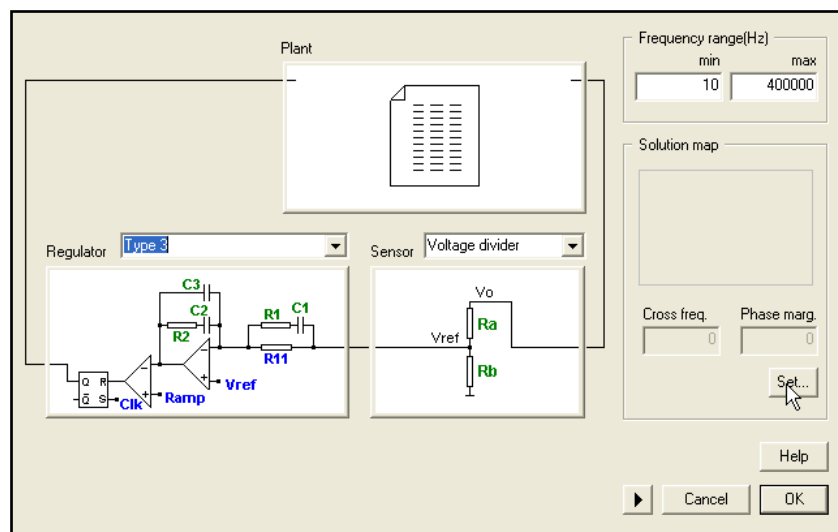 Plant
Frequency range(Hz)
min
max
10
400000
Solution map
Regulator
Type 3
Sensor
Voltage divider
C3
C2
R2
R1
C1
R11
Vref
Ramp
Clk
Q R
Q S
Vo
Vref
Ra
Rb
Cross freq.
Phase marg.
0
0
Set...
Help
Cancel
OK